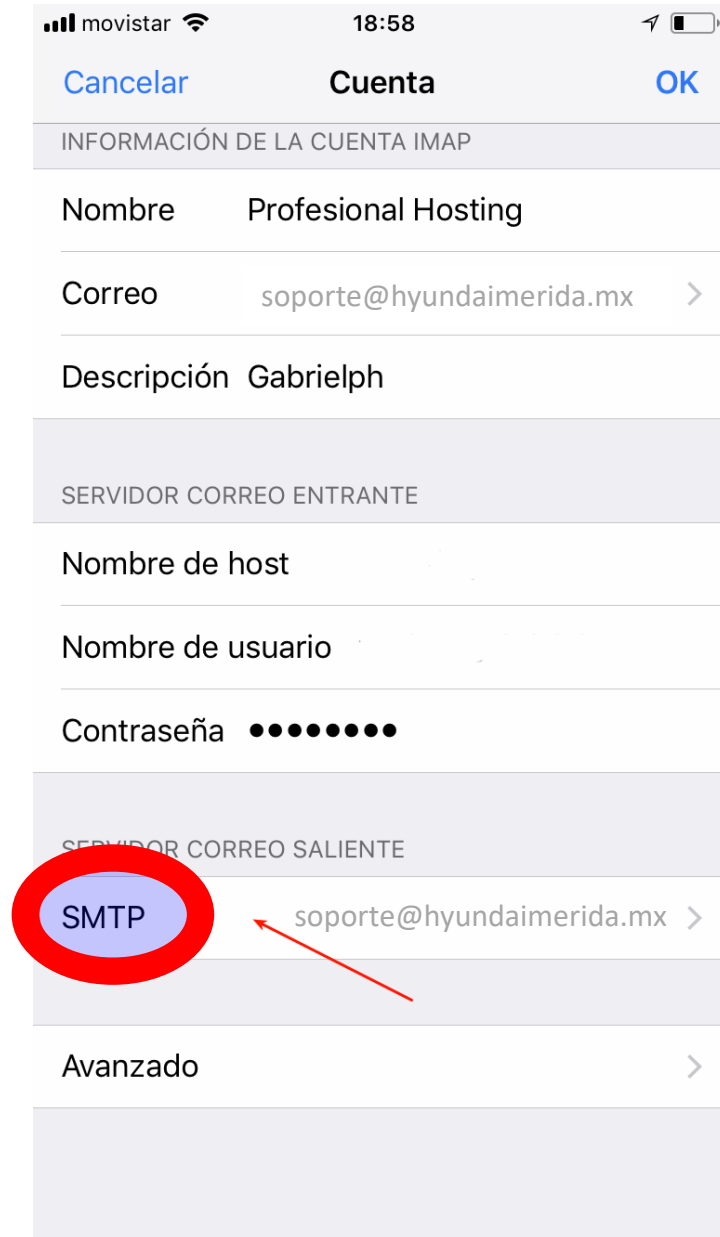 movistar 18:58
Cancelar Cuenta OK
INFORMACIÓN DE LA CUENTA IMAP
Nombre Profesional Hosting
Correo soporte@hyundaimerida.mx
Descripción Gabrielph
SERVIDOR CORREO ENTRANTE
Nombre de host
Nombre de usuario
Contraseña ●●●●●●●●
SERVIDOR CORREO SALIENTE
SMTP soporte@hyundaimerida.mx
Avanzado